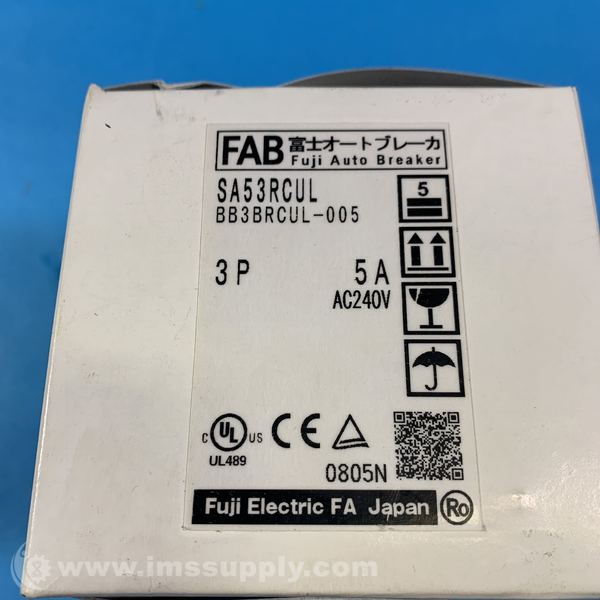 FAB 富士オートブレーカ
Fuji Auto Breaker
SA53RCUL
BB3BRCUL-005
5
3P 5A
AC240V
C UL US CE
UL489
0805N
Fuji Electric FA Japan Ro
www.imssupply.com